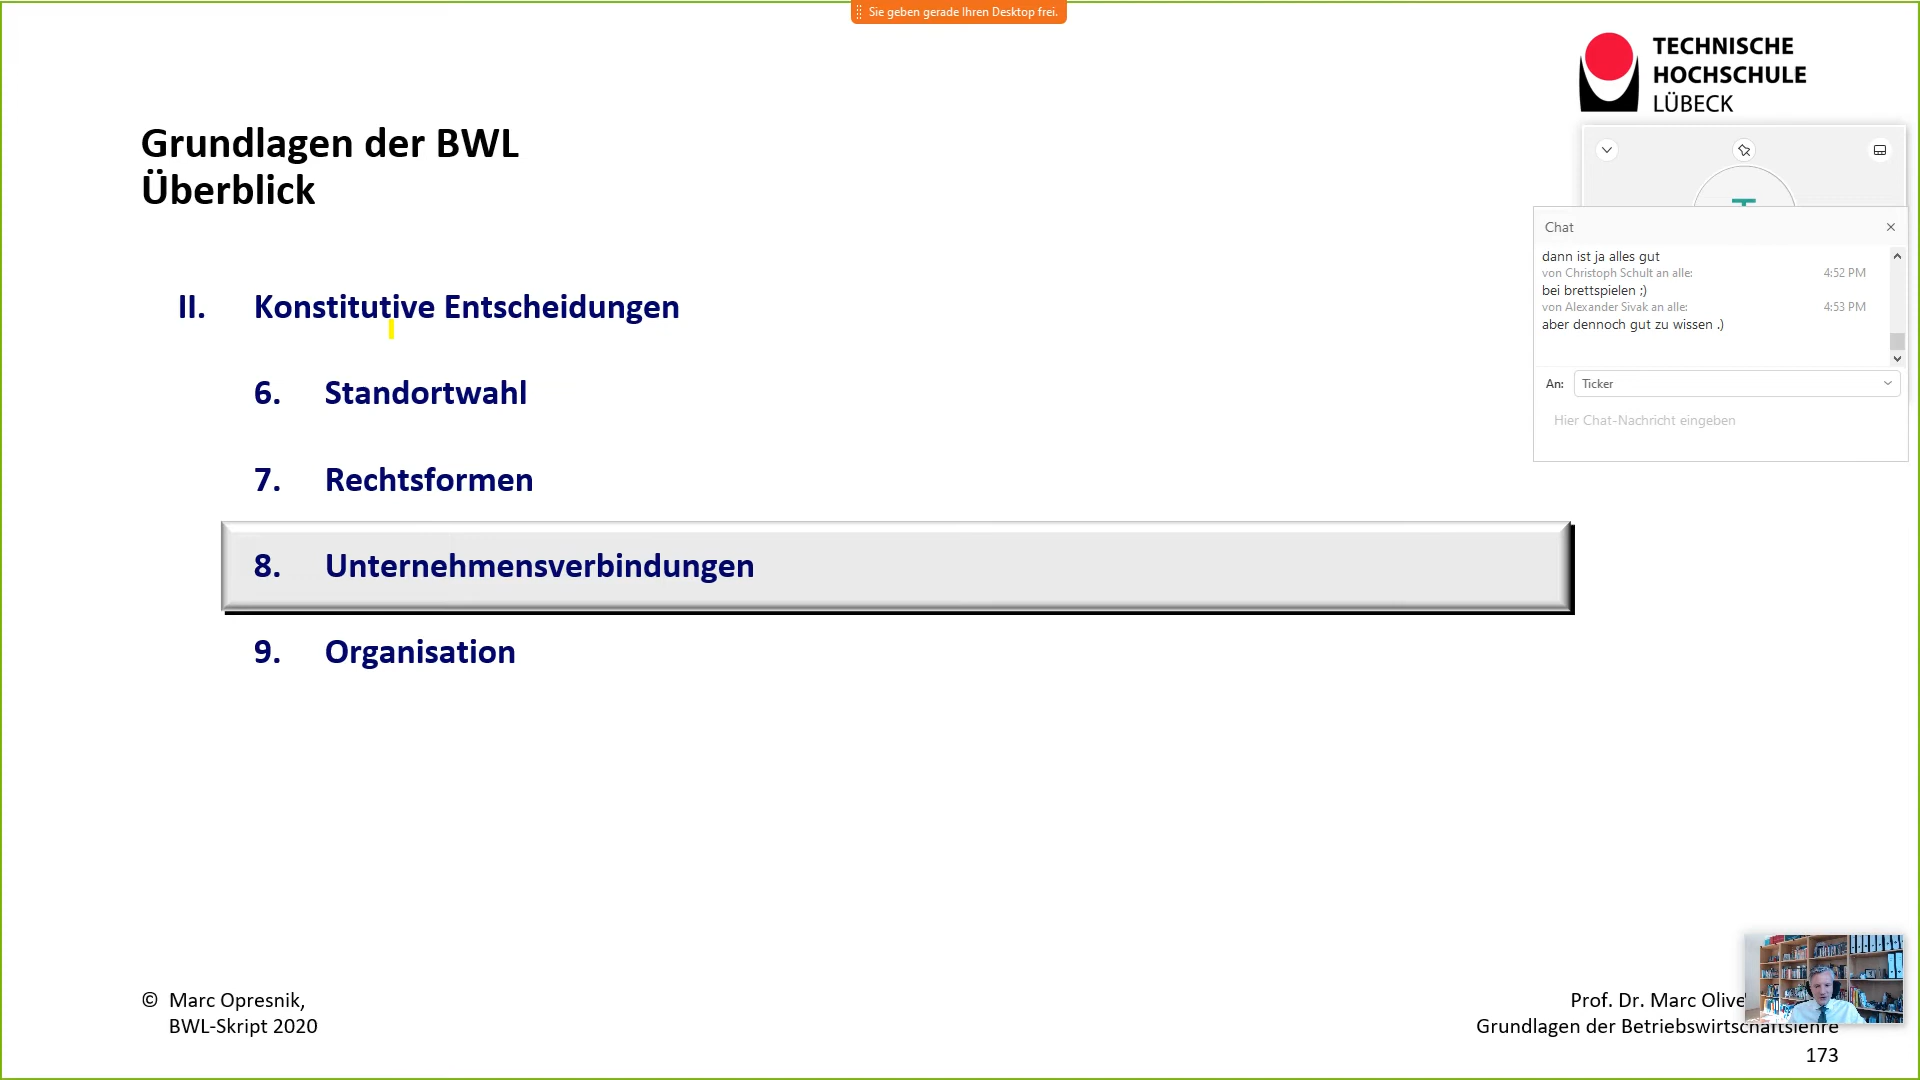 Sie geben gerade Ihren Desktop frei.
TECHNISCHE
HOCHSCHULE
LÜBECK
Grundlagen der BWL
Überblick
II. Konstitutive Entscheidungen
6. Standortwahl
7. Rechtsformen
8. Unternehmensverbindungen
9. Organisation
Chat
dann ist ja alles gut
von Christoph Schult an alle: 4:52 PM
bei brettspielen ;)
von Alexander Sivak an alle: 4:53 PM
aber dennoch gut zu wissen .)
An: Ticker
Hier Chat-Nachricht eingeben
© Marc Opresnik,
BWL-Skript 2020
Prof. Dr. Marc Olive
Grundlagen der Betriebswirtschaftslehre
173